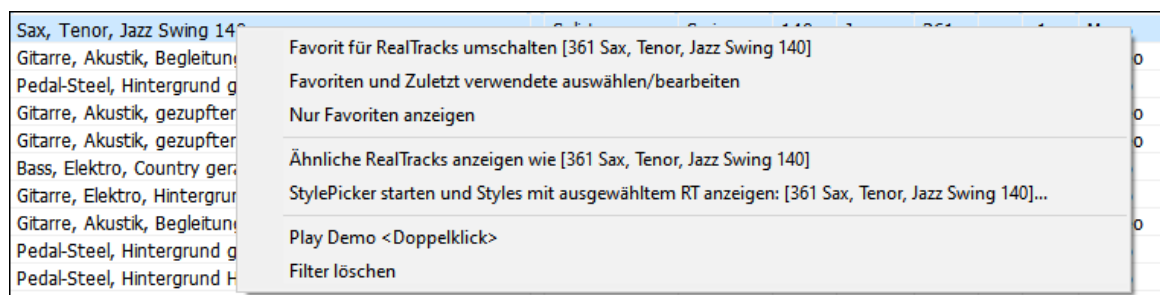 Sax, Tenor, Jazz Swing 140
Favorit für RealTracks umschalten [361 Sax, Tenor, Jazz Swing 140]
Gitarre, Akustik,
Favoriten und Zuletzt verwendete auswählen/bearbeiten
Pedal-Steel, Hintergrund
Nur Favoriten anzeigen
Gitarre, Akustik, gezupfter
Gitarre, Akustik, gezupfter
Ähnliche RealTracks anzeigen wie [361 Sax, Tenor, Jazz Swing 140]
Bass, Elektro, Country
StylePicker starten und Styles mit ausgewähltem RT anzeigen: [361 Sax, Tenor, Jazz Swing 140]...
Gitarre, Elektro,
Gitarre, Akustik,
Play Demo <Doppelklick>
Pedal-Steel, Hintergrund
Filter löschen
Pedal-Steel, Hintergrund